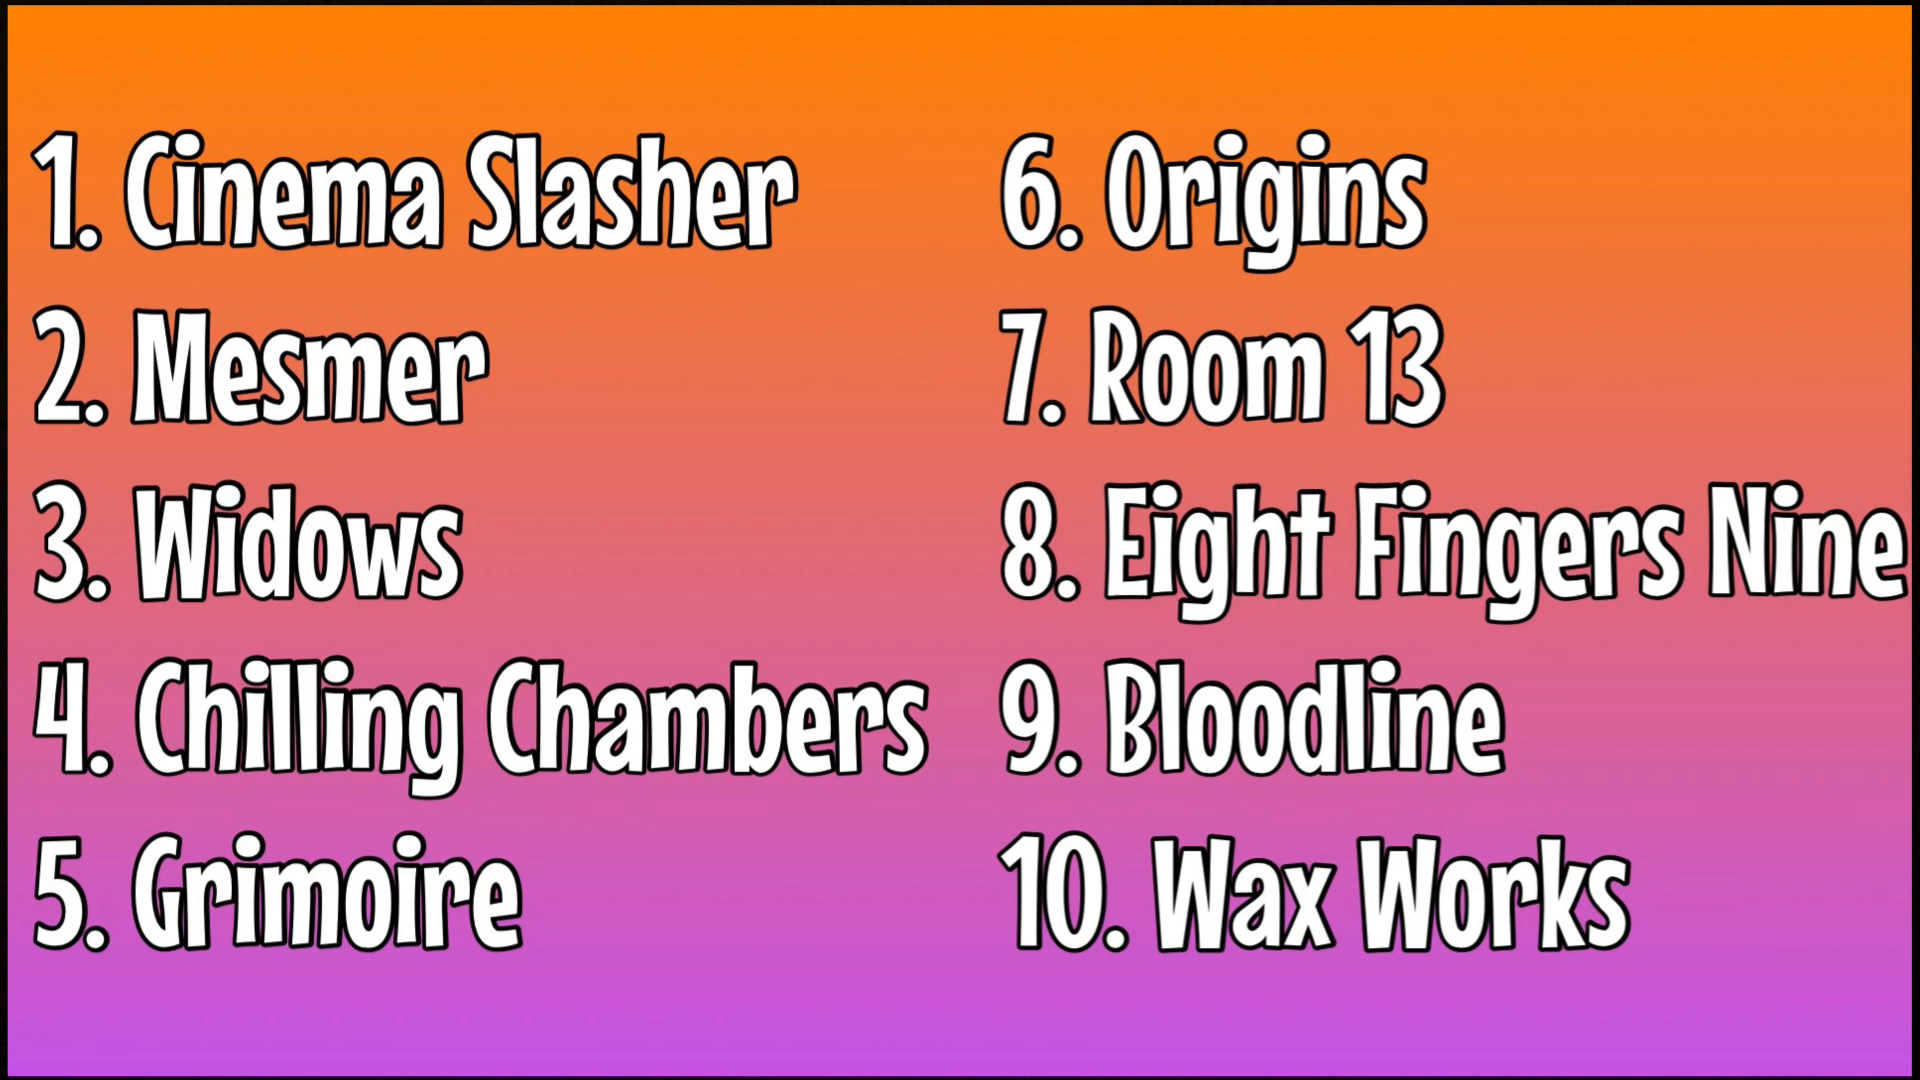 1. Cinema Slasher
2. Mesmer
3. Widows
4. Chilling Chambers
5. Grimoire
6. Origins
7. Room 13
8. Eight Fingers Nine
9. Bloodline
10. Wax Works